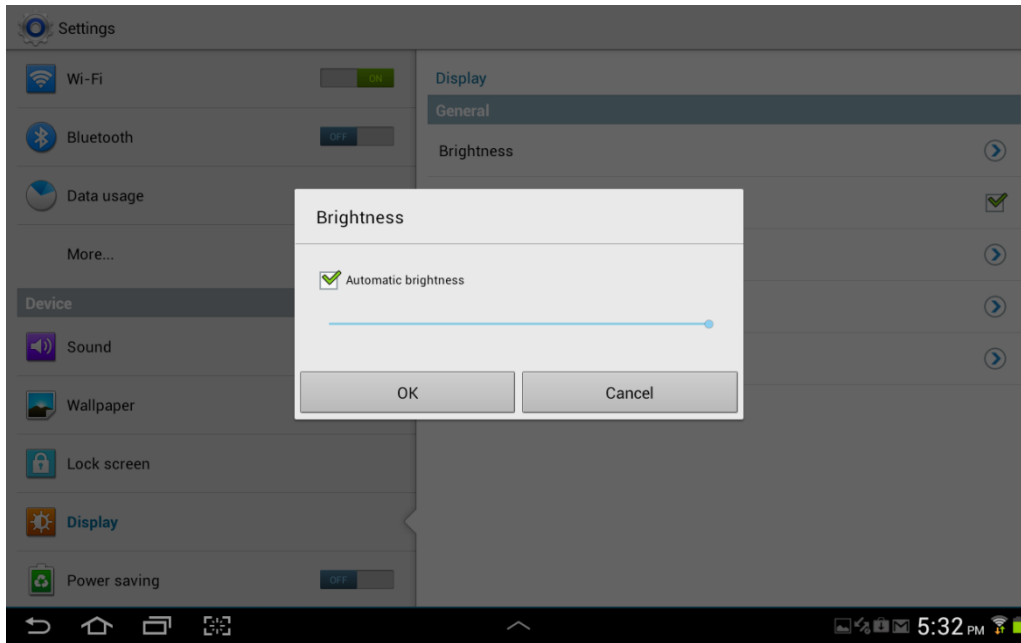 Settings
Wi-Fi
ON
Bluetooth
OFF
Data usage
More...
Device
Sound
Wallpaper
Lock screen
Display
Power saving
OFF
Display
General
Brightness
Brightness
Automatic brightness
OK
Cancel
5:32 PM